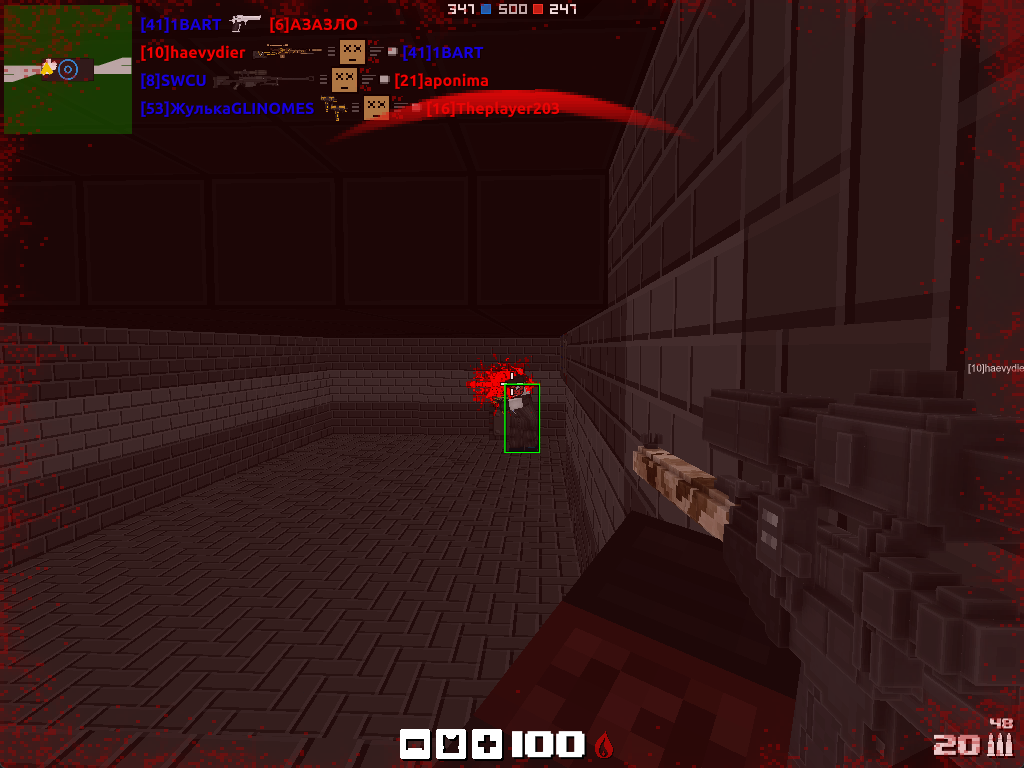 347 500 247
[41]1BART [6]АЗАЗЛО
[10]haevydier [41]1BART
[8]SWCU [21]aponima
[53]ЖулькаGLINOMES [16]Theplayer203
[10]haevydie
48
100 20